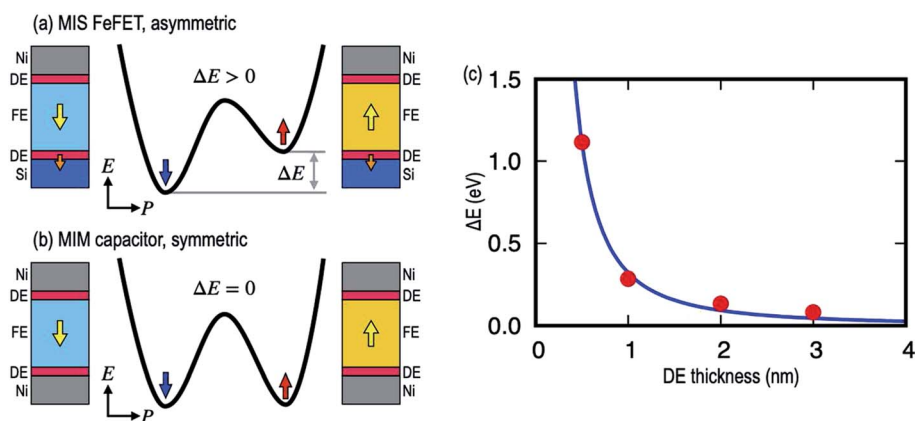 (a) MIS FeFET, asymmetric
Ni
DE
FE
DE
Si
ΔE > 0
ΔE
E
P
Ni
DE
FE
DE
Si
(b) MIM capacitor, symmetric
Ni
DE
FE
DE
Ni
ΔE = 0
E
P
Ni
DE
FE
DE
Ni
(c)
ΔE (eV)
1.5
1.0
0.5
0.0
0 1 2 3 4
DE thickness (nm)